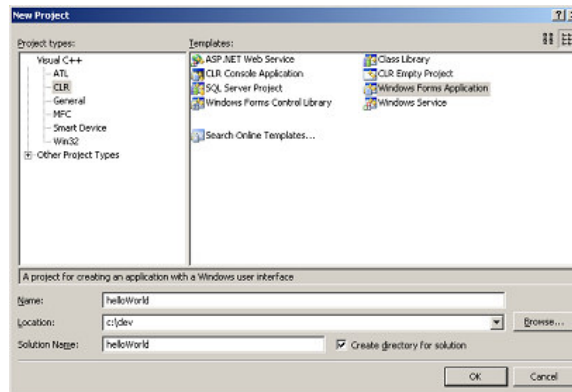 New Project
Project types:
Templates:
Visual C++
ATL
CLR
General
MFC
Smart Device
Win32
Other Project Types
ASP.NET Web Service
CLR Console Application
SQL Server Project
Windows Forms Control Library
Search Online Templates...
Class Library
CLR Empty Project
Windows Forms Application
Windows Service
A project for creating an application with a Windows user interface
Name:
helloWorld
Location:
c:\dev
Browse...
Solution Name:
helloWorld
Create directory for solution
OK
Cancel